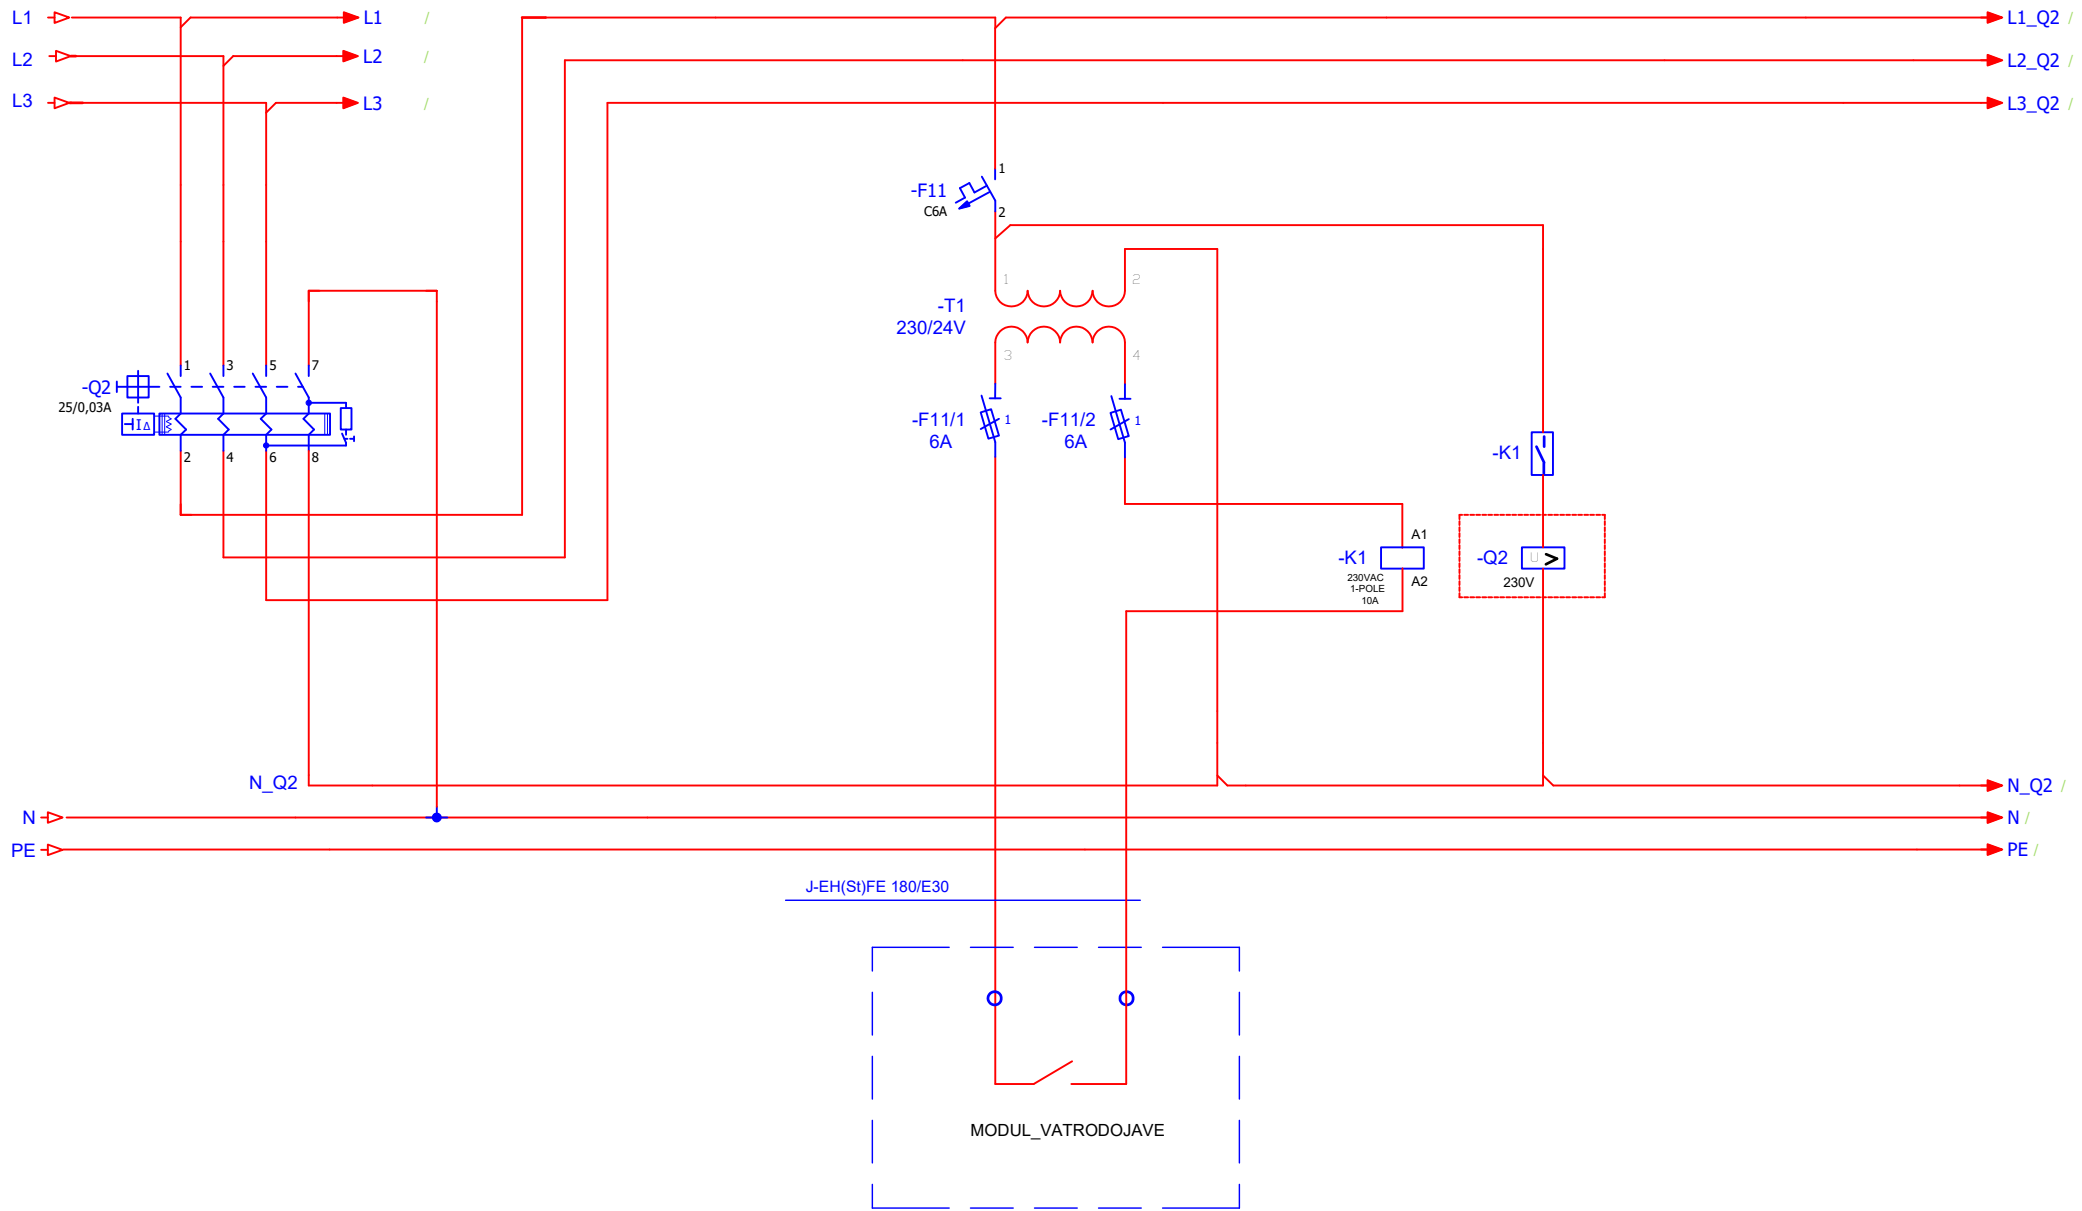 L1 L1 / L1_Q2 /
L2 L2 / L2_Q2 /
L3 L3 / L3_Q2 /
1
-F11
C6A
2
1 2
-T1
230/24V
3 4
1 3 5 7
-Q2
25/0,03A
I Δ
2 4 6 8
-F11/1 1
6A
-F11/2 1
6A
-K1
A1
-K1
A2
230VAC
1-POLE
10A
-Q2 U >
230V
N_Q2 N_Q2 /
N N /
PE PE /
J-EH(St)FE 180/E30
MODUL_VATRODOJAVE